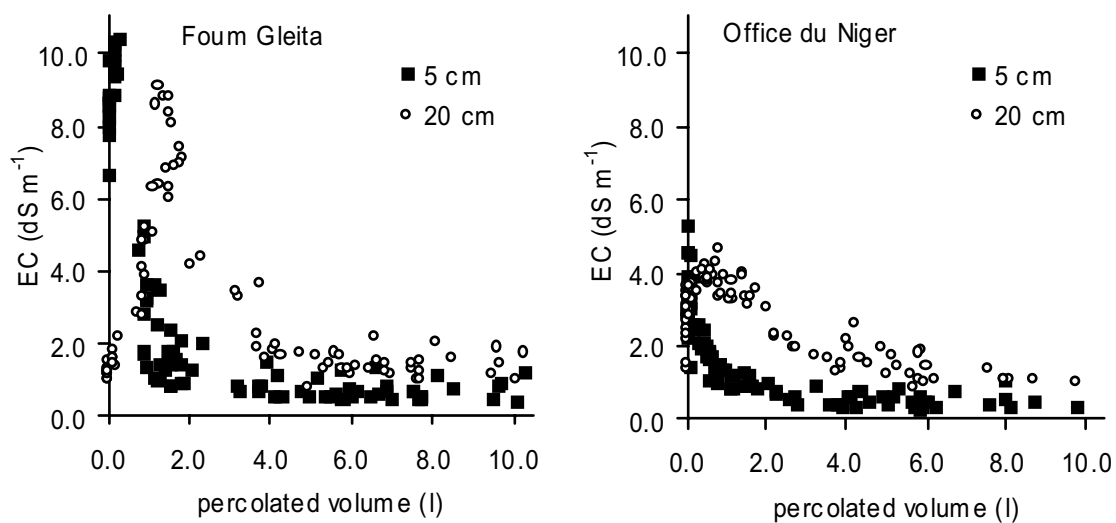 Foum Gleita
5 cm
20 cm
EC (dS m⁻¹)
10.0
8.0
6.0
4.0
2.0
0.0
0.0 2.0 4.0 6.0 8.0 10.0
percolated volume (l)
Office du Niger
5 cm
20 cm
EC (dS m⁻¹)
10.0
8.0
6.0
4.0
2.0
0.0
0.0 2.0 4.0 6.0 8.0 10.0
percolated volume (l)